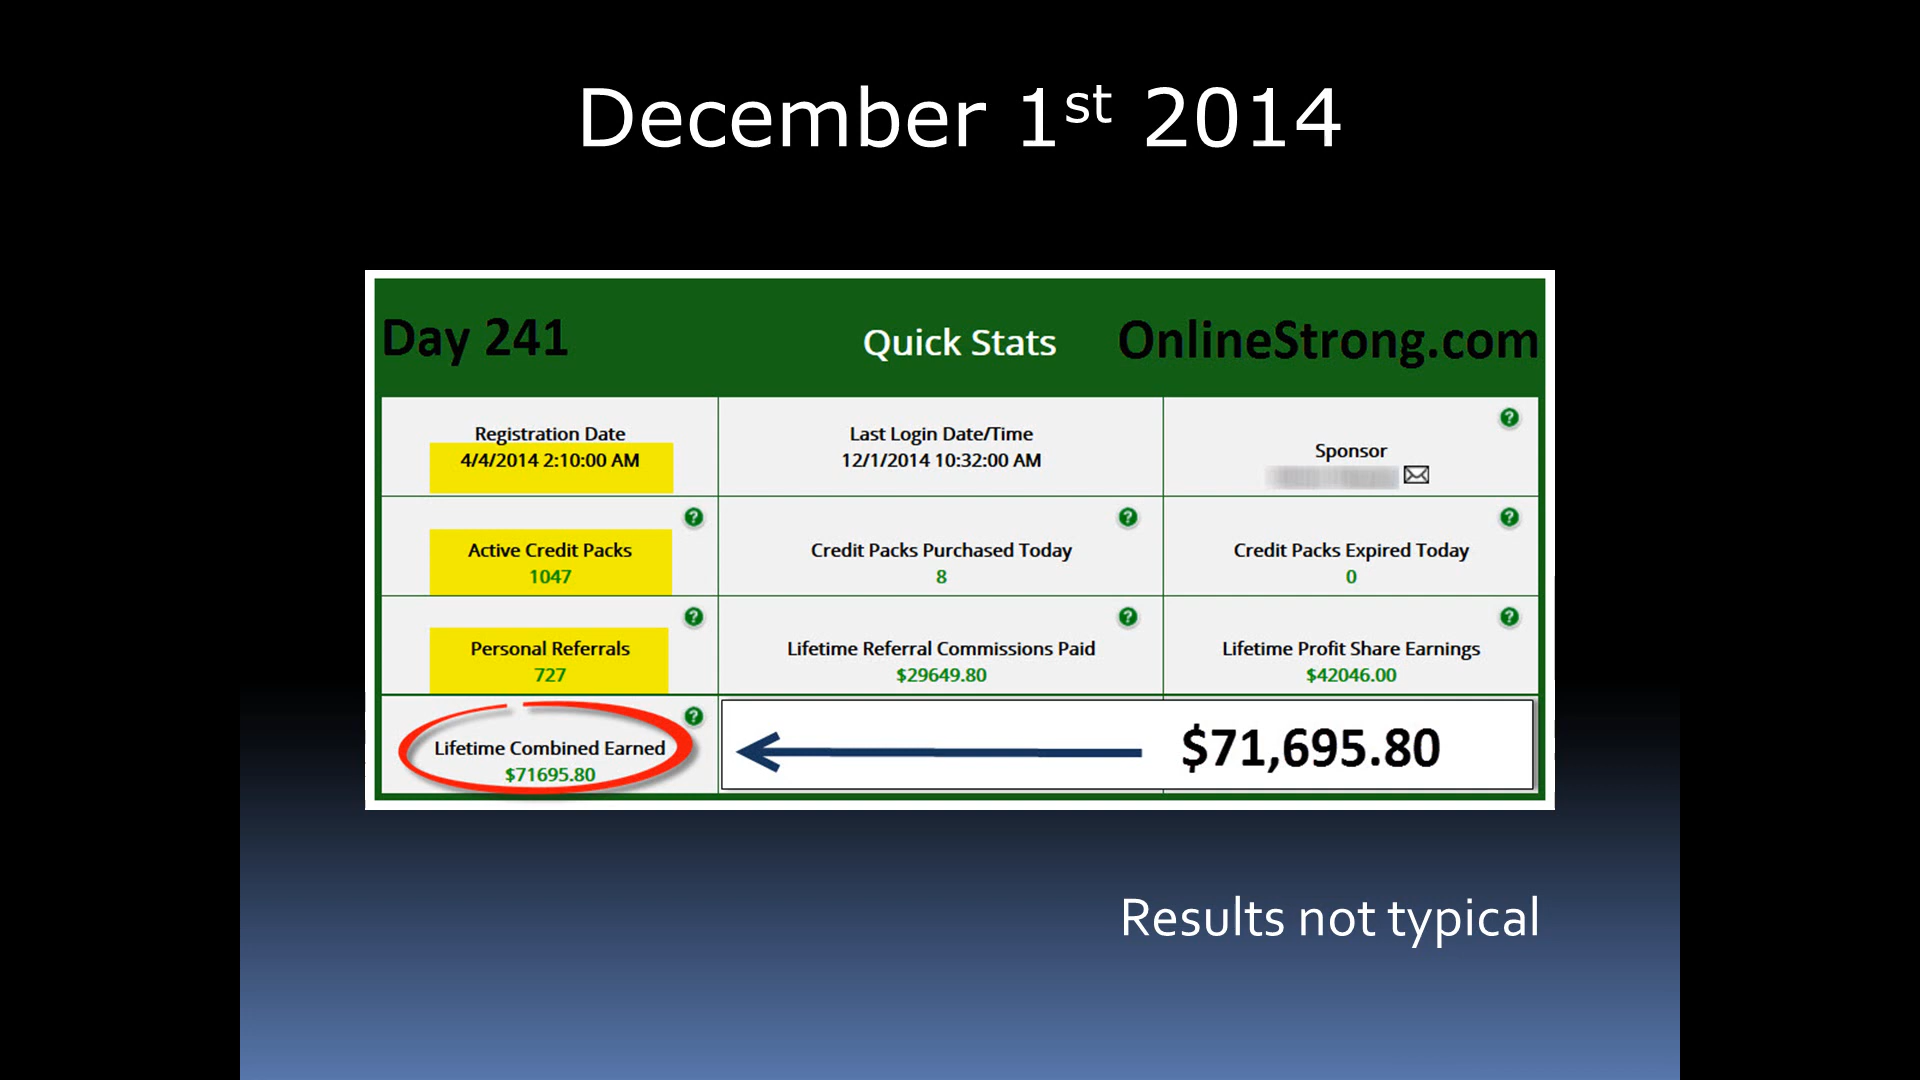 December 1st 2014
Day 241
Quick Stats
OnlineStrong.com
Registration Date
4/4/2014 2:10:00 AM
Last Login Date/Time
12/1/2014 10:32:00 AM
Sponsor
Active Credit Packs
1047
Credit Packs Purchased Today
8
Credit Packs Expired Today
0
Personal Referrals
727
Lifetime Referral Commissions Paid
$29649.80
Lifetime Profit Share Earnings
$42046.00
Lifetime Combined Earned
$71695.80
$71,695.80
Results not typical